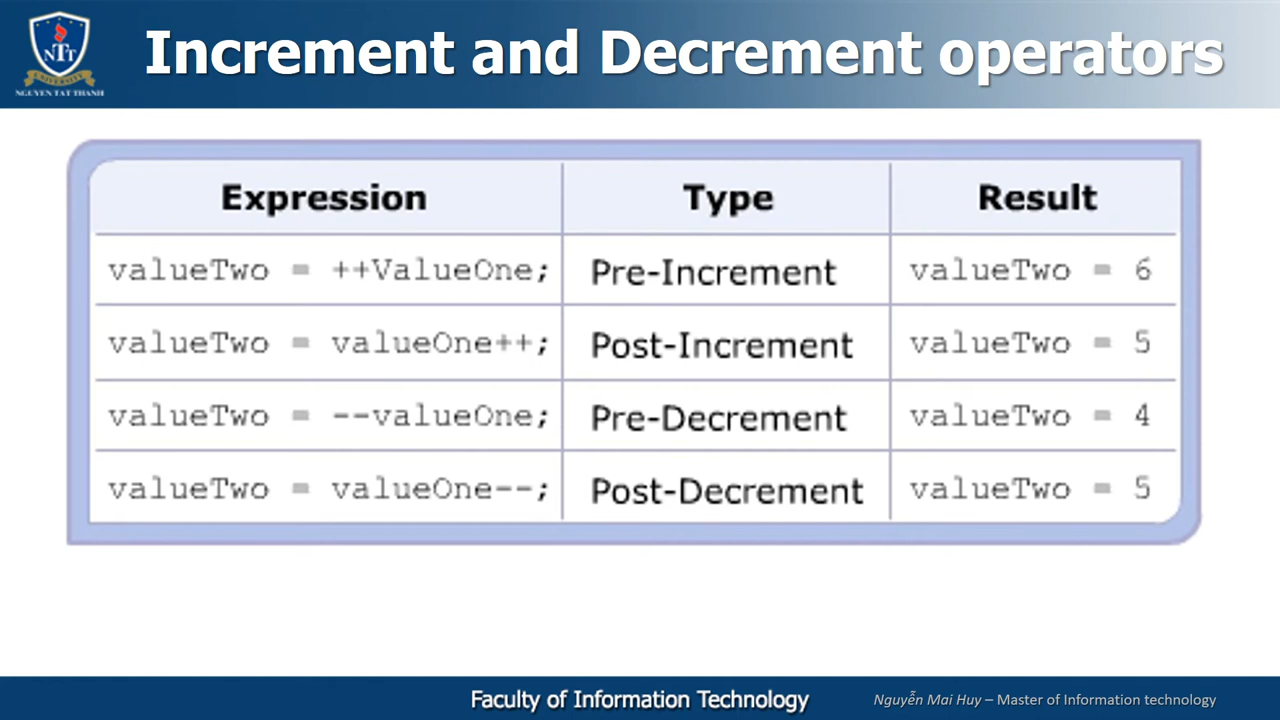 Increment and Decrement operators
NTT
UNIVERSITY
NGUYEN TAT THANH
Expression Type Result
valueTwo = ++ValueOne; Pre-Increment valueTwo = 6
valueTwo = valueOne++; Post-Increment valueTwo = 5
valueTwo = --valueOne; Pre-Decrement valueTwo = 4
valueTwo = valueOne--; Post-Decrement valueTwo = 5
Faculty of Information Technology
Nguyễn Mai Huy – Master of Information technology